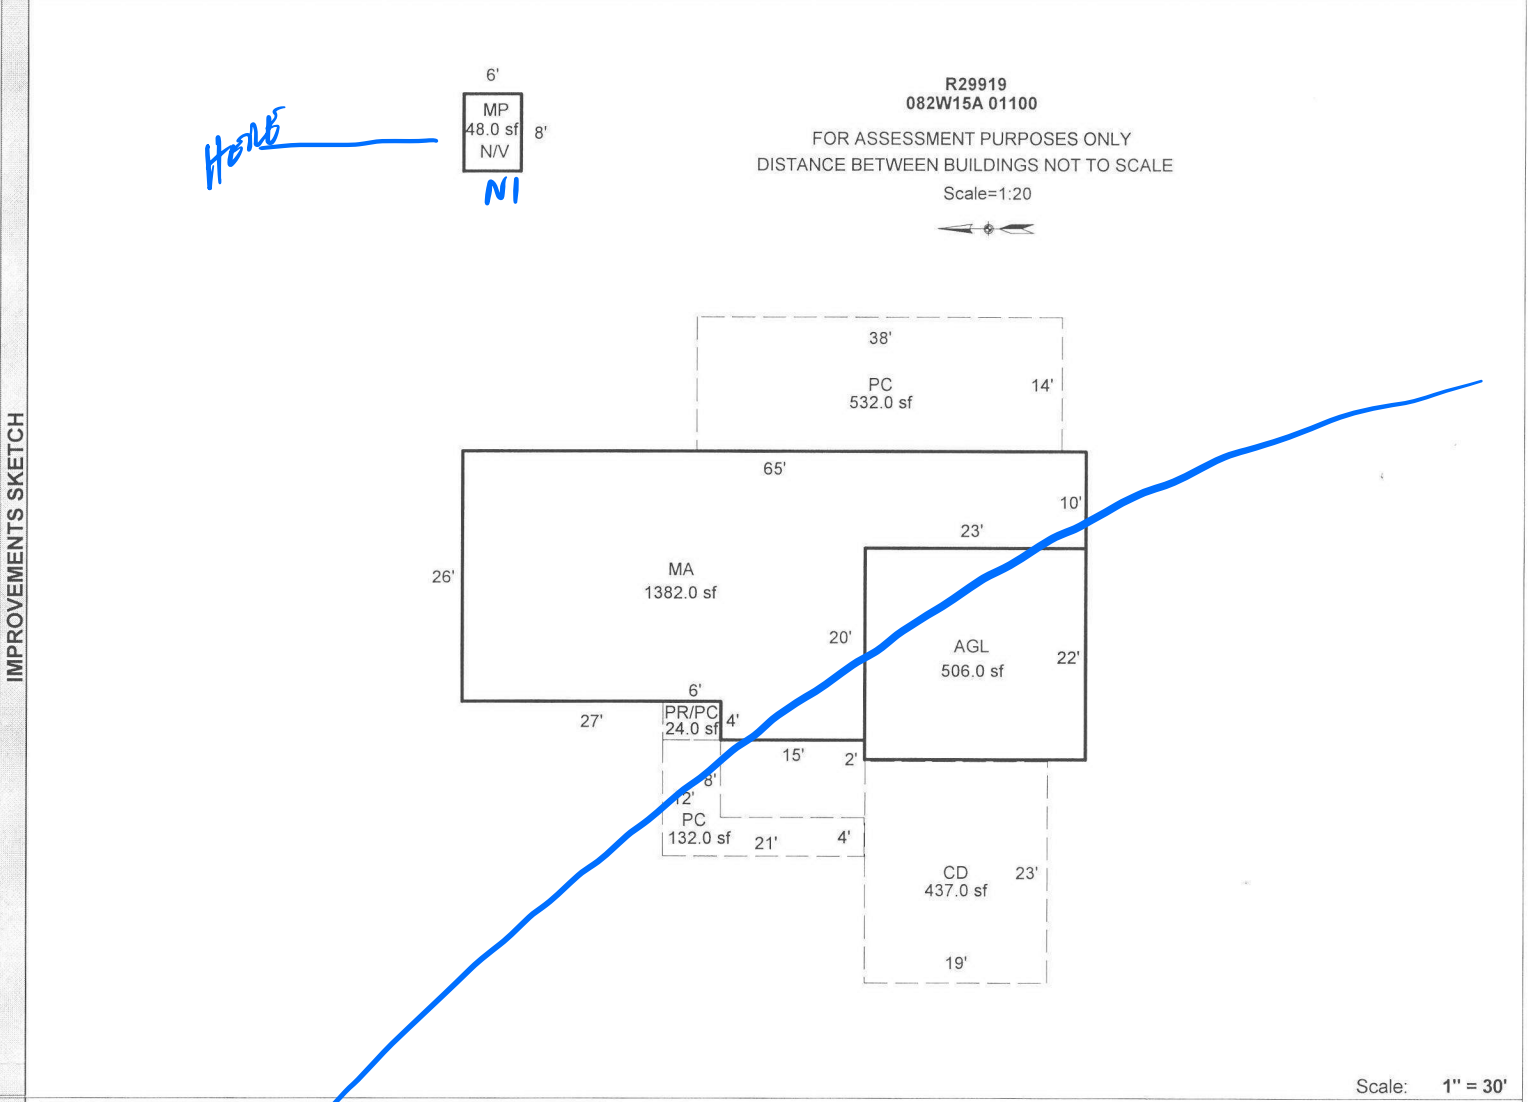 IMPROVEMENTS SKETCH
6'
MP
48.0 sf
N/V
8'
HERE
NI
R29919
082W15A 01100
FOR ASSESSMENT PURPOSES ONLY
DISTANCE BETWEEN BUILDINGS NOT TO SCALE
Scale=1:20
38'
PC
532.0 sf
14'
65'
10'
23'
26'
MA
1382.0 sf
20'
AGL
506.0 sf
22'
6'
27'
PR/PC
24.0 sf
4'
15'
2'
8'
12'
PC
132.0 sf
21'
4'
CD
437.0 sf
23'
19'
Scale: 1" = 30'